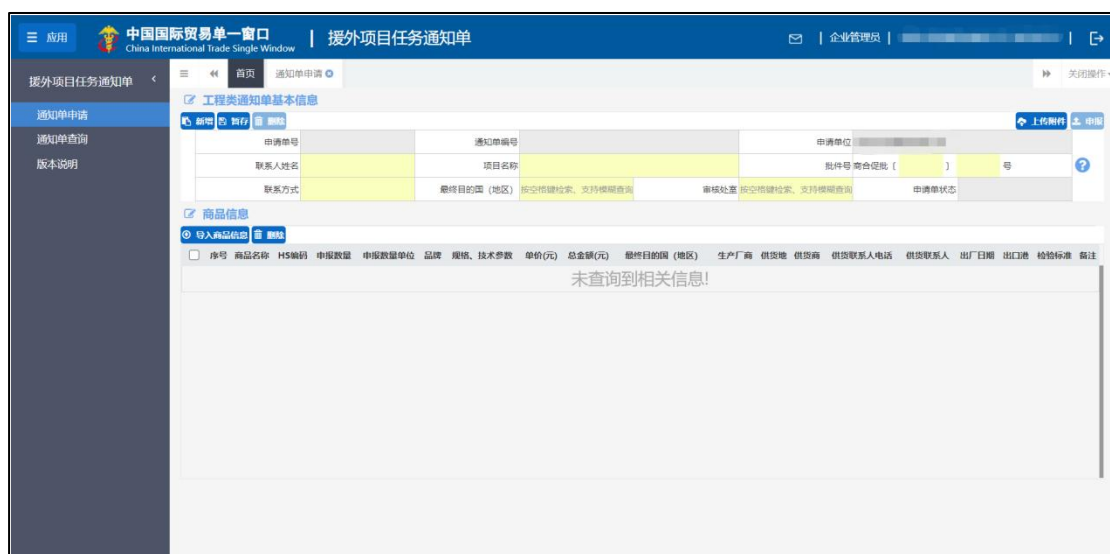 应用 中国国际贸易单一窗口 | 援外项目任务通知单 | 企业管理员 | |
China International Trade Single Window
援外项目任务通知单 首页 通知单申请 关闭操作
工程类通知单基本信息
通知单申请
新增 暂存 删除 上传附件 申报
通知单查询 申请单号 通知单编号 申请单位
版本说明 联系人姓名 项目名称 批件号 商合促批 [ ] 号
联系方式 最终目的国（地区） 按空格键检索、支持模糊查询 审核处室 按空格键检索、支持模糊查询 申请单状态
商品信息
导入商品信息 删除
序号 商品名称 HS编码 申报数量 申报数量单位 品牌 规格、技术参数 单价(元) 总金额(元) 最终目的国（地区） 生产厂商 供货地 供货商 供货联系人电话 供货联系人 出厂日期 出口港 检验标准 备注
未查询到相关信息!